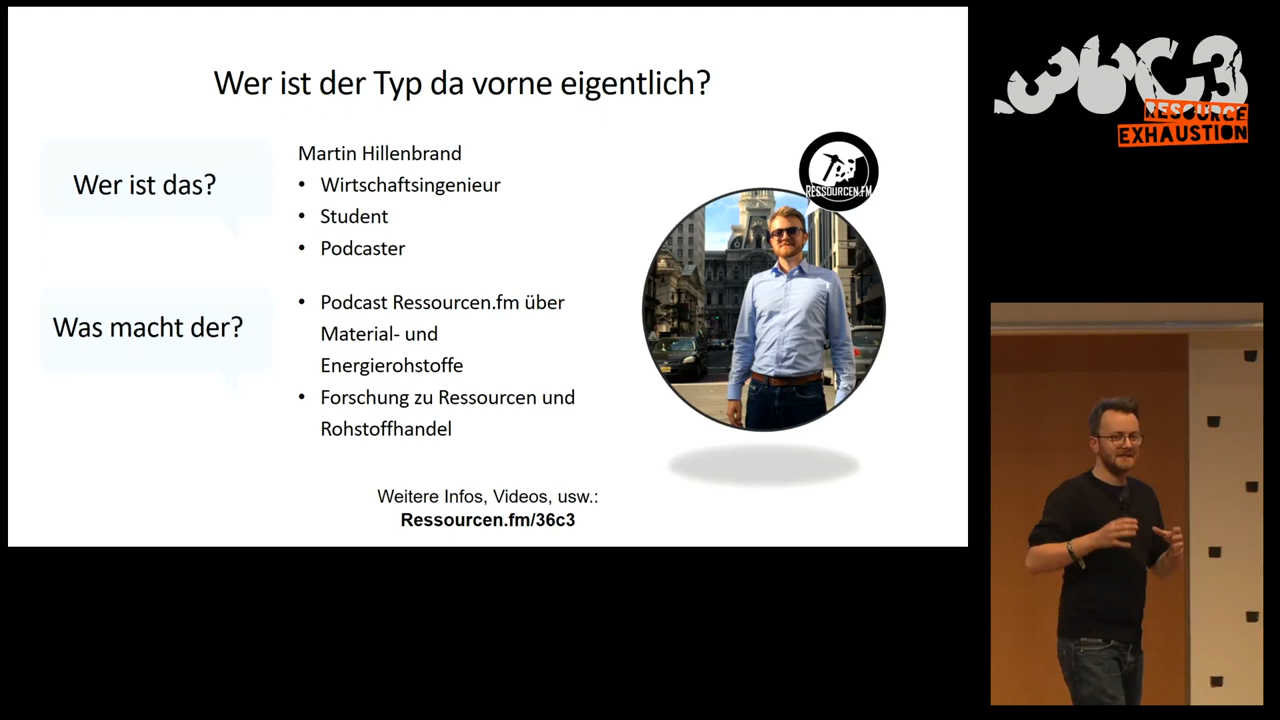 Wer ist der Typ da vorne eigentlich?
Wer ist das?
Martin Hillenbrand
• Wirtschaftsingenieur
• Student
• Podcaster
Was macht der?
• Podcast Ressourcen.fm über
Material- und
Energierohstoffe
• Forschung zu Ressourcen und
Rohstoffhandel
RESSOURCEN.FM
Weitere Infos, Videos, usw.:
Ressourcen.fm/36c3
36C3
RESOURCE
EXHAUSTION